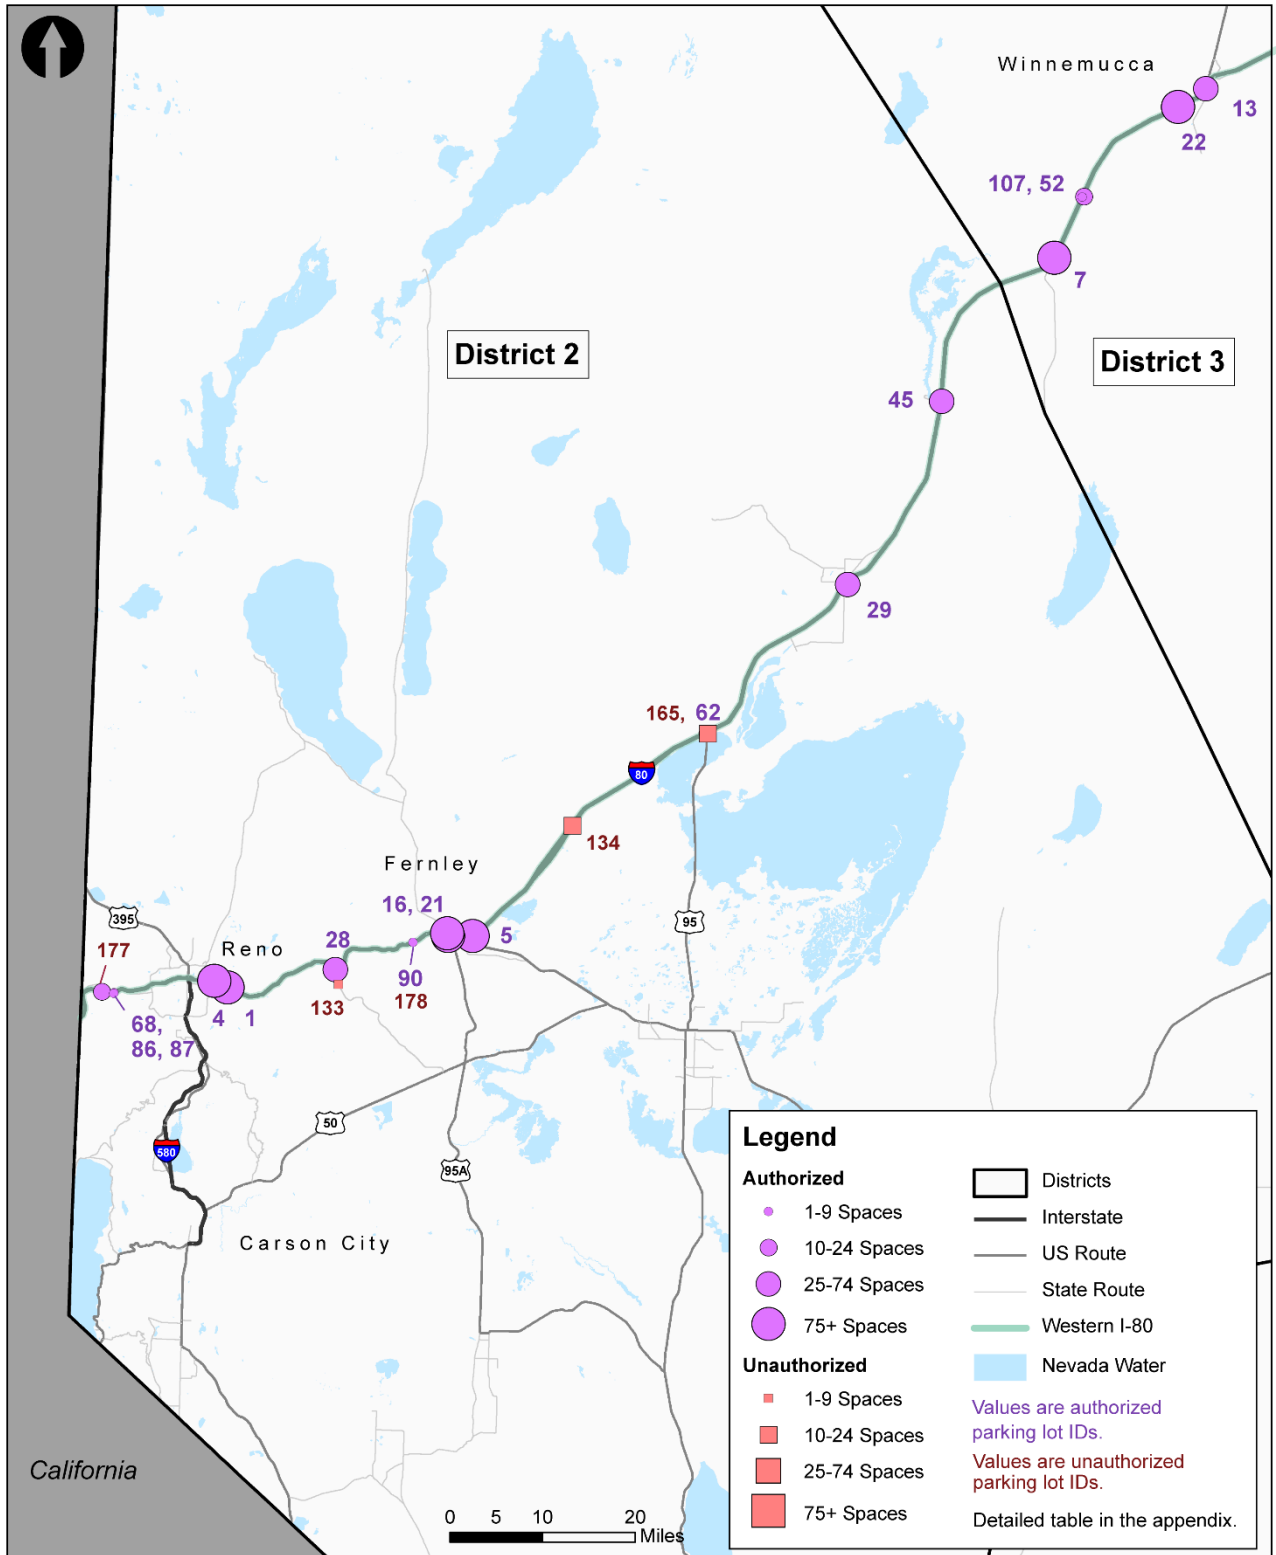 Winnemucca
13
22
107, 52
7
District 2
District 3
45
29
165, 62
80
134
Fernley
16, 21
5
95
395
177
Reno
28
90
178
133
68,
86, 87
4
1
50
580
95A
Carson City
California
0 5 10 20
Miles
Legend
Authorized
1-9 Spaces
10-24 Spaces
25-74 Spaces
75+ Spaces
Unauthorized
1-9 Spaces
10-24 Spaces
25-74 Spaces
75+ Spaces
Districts
Interstate
US Route
State Route
Western I-80
Nevada Water
Values are authorized
parking lot IDs.
Values are unauthorized
parking lot IDs.
Detailed table in the appendix.